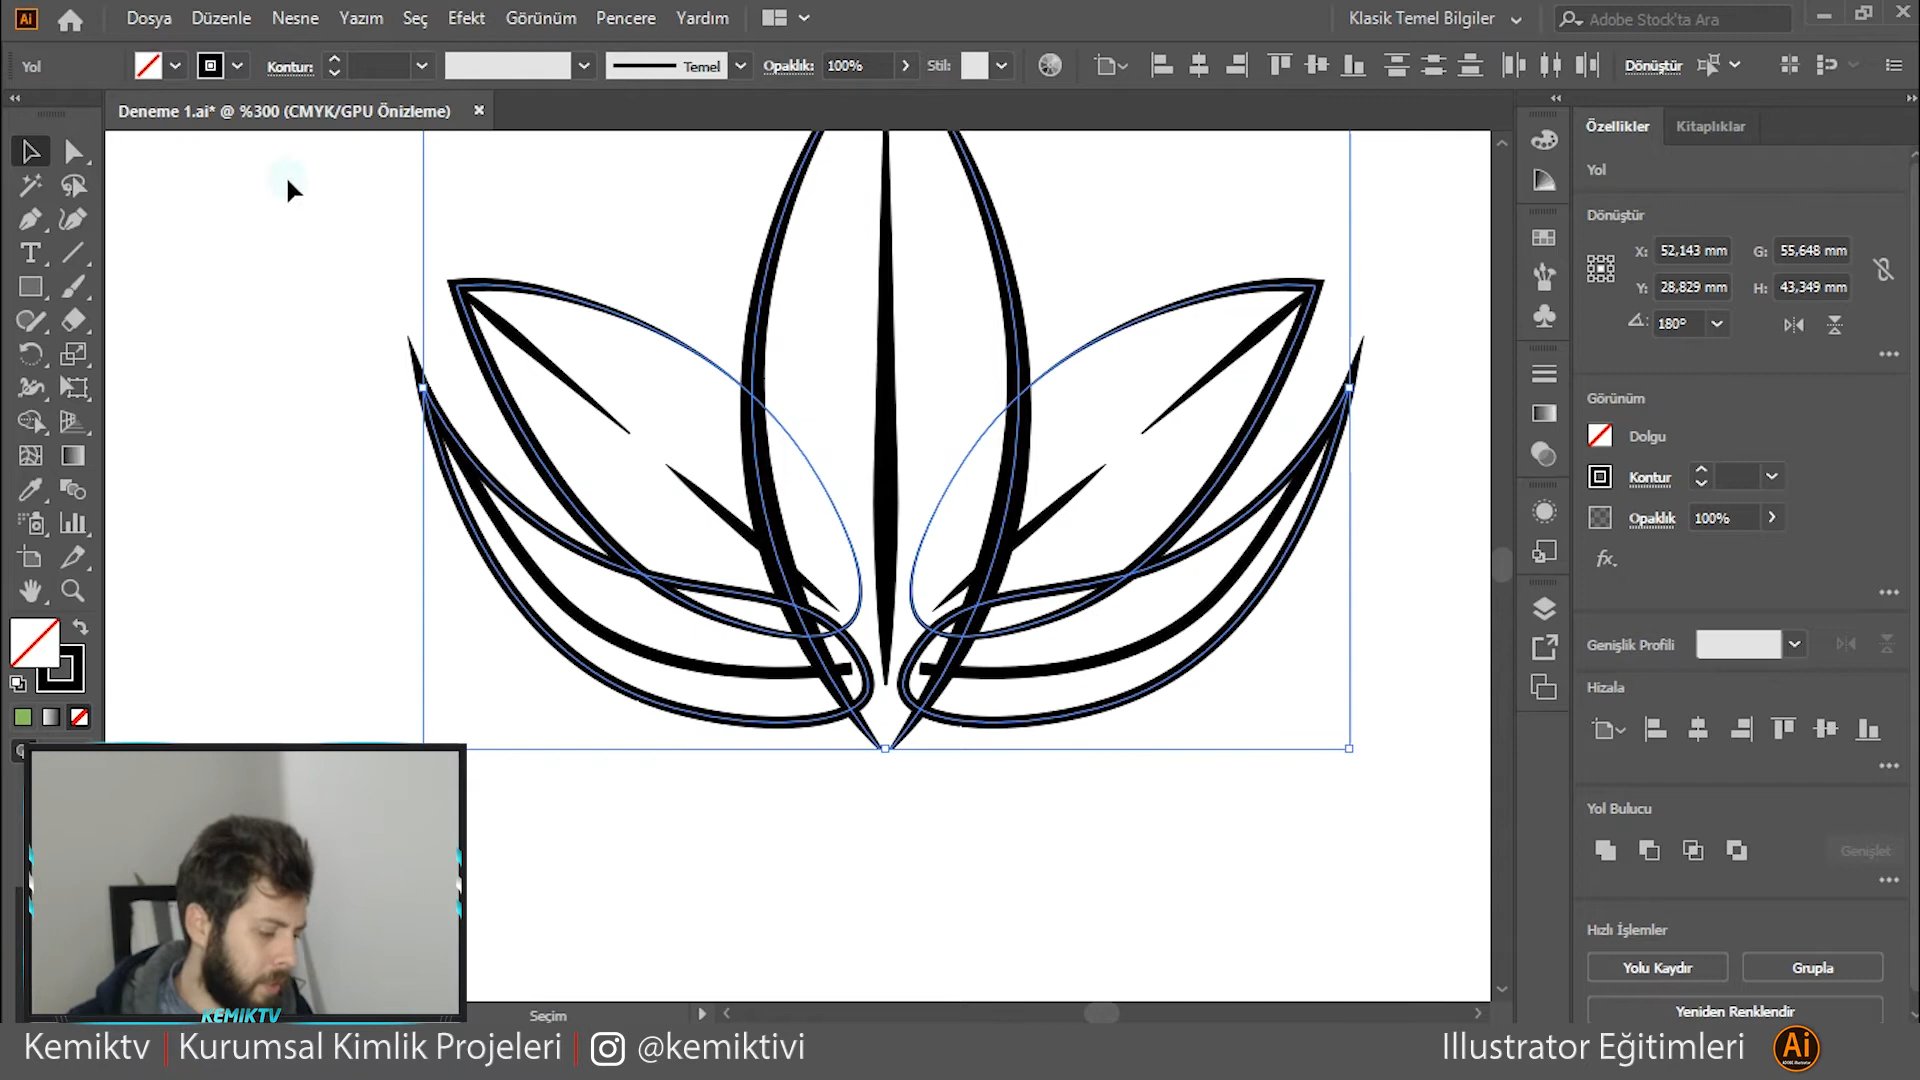 Ai
Dosya
Düzenle
Nesne
Yazım
Seç
Efekt
Görünüm
Pencere
Yardım
Klasik Temel Bilgiler
Adobe Stock'ta Ara
Yol
Kontur:
Temel
Opaklık:
100%
Stil:
Dönüştür
Deneme 1.ai* @ %300 (CMYK/GPU Önizleme)
Özellikler
Kitaplıklar
Yol
Dönüştür
X: 52,143 mm
G: 55,648 mm
Y: 28,829 mm
H: 43,349 mm
180°
Görünüm
Dolgu
Kontur
Opaklık
100%
fx.
Genişlik Profili
Hizala
Yol Bulucu
Genişlet
Hızlı İşlemler
Yolu Kaydır
Grupla
Yeniden Renklendir
KEMIKTV
Seçim
Kemiktv | Kurumsal Kimlik Projeleri | @kemiktivi
Illustrator Eğitimleri
Ai